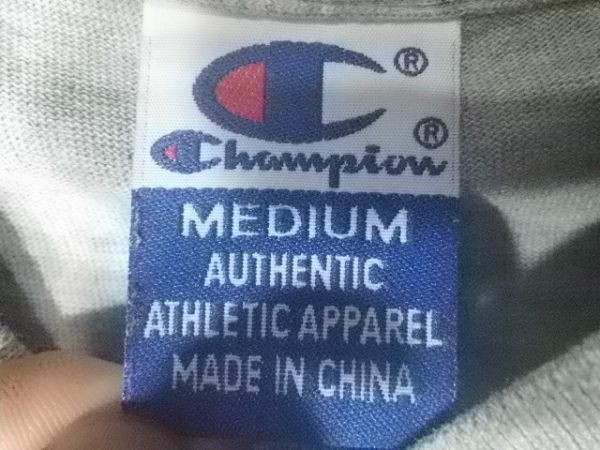 ®
Champion ®
MEDIUM
AUTHENTIC
ATHLETIC APPAREL
MADE IN CHINA